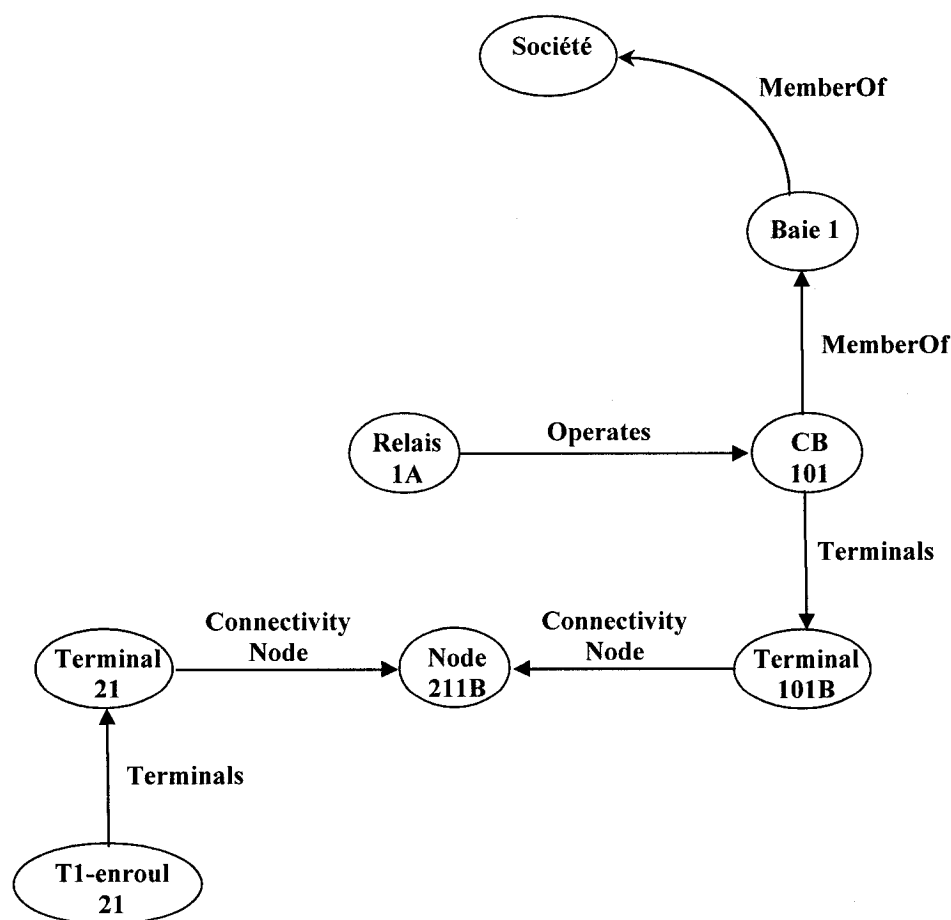 Société
MemberOf
Baie 1
MemberOf
Relais
1A
Operates
CB
101
Terminals
Connectivity
Node
Connectivity
Node
Terminal
21
Node
211B
Terminal
101B
Terminals
T1-enroul
21